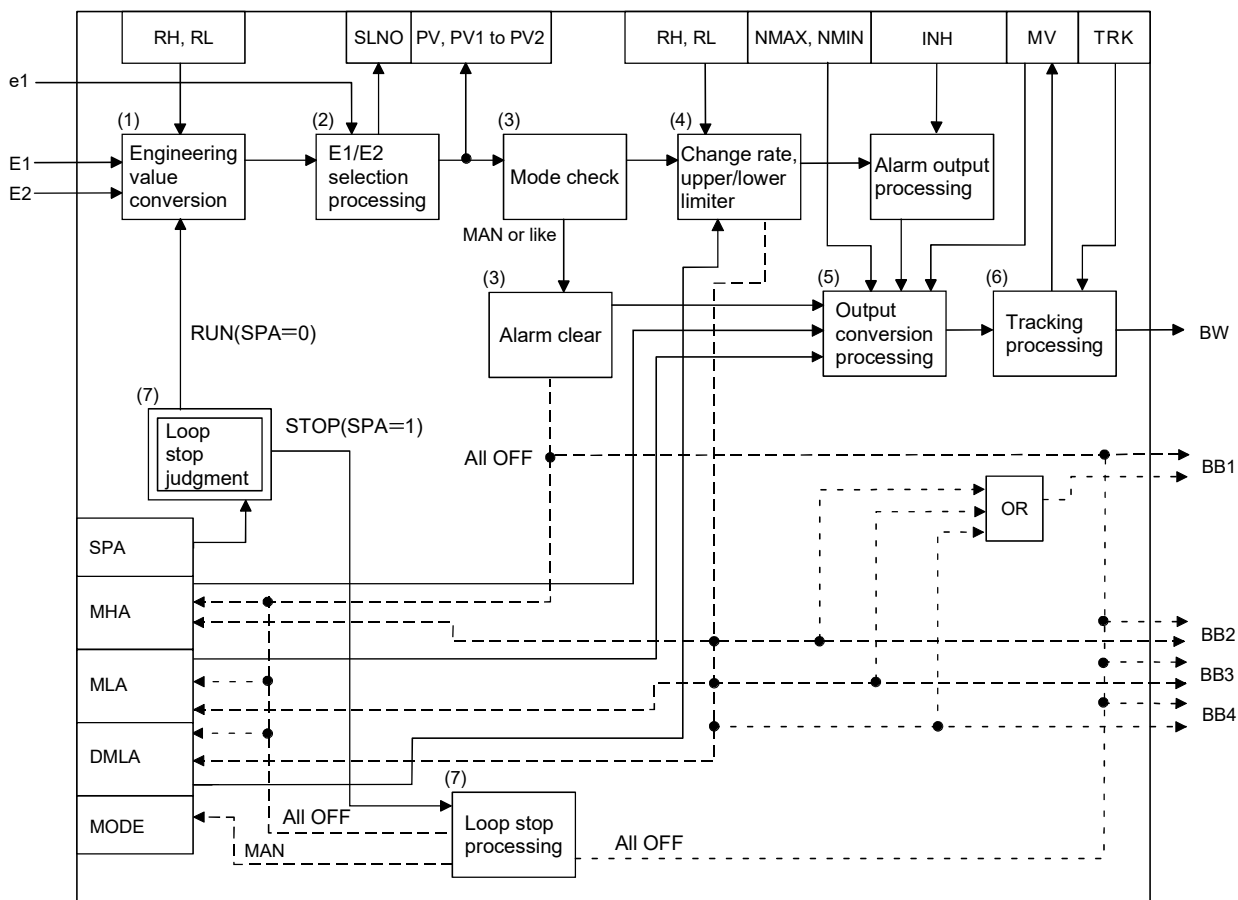 RH, RL
SLNO
PV, PV1 to PV2
RH, RL
NMAX, NMIN
INH
MV
TRK
e1
(1)
(2)
(3)
(4)
E1
E2
Engineering
value
conversion
E1/E2
selection
processing
Mode check
Change rate,
upper/lower
limiter
Alarm output
processing
MAN or like
(3)
(5)
(6)
Alarm clear
Output
conversion
processing
Tracking
processing
BW
RUN(SPA=0)
(7)
STOP(SPA=1)
Loop
stop
judgment
All OFF
BB1
OR
SPA
MHA
BB2
MLA
BB3
BB4
DMLA
(7)
MODE
All OFF
MAN
Loop stop
processing
All OFF